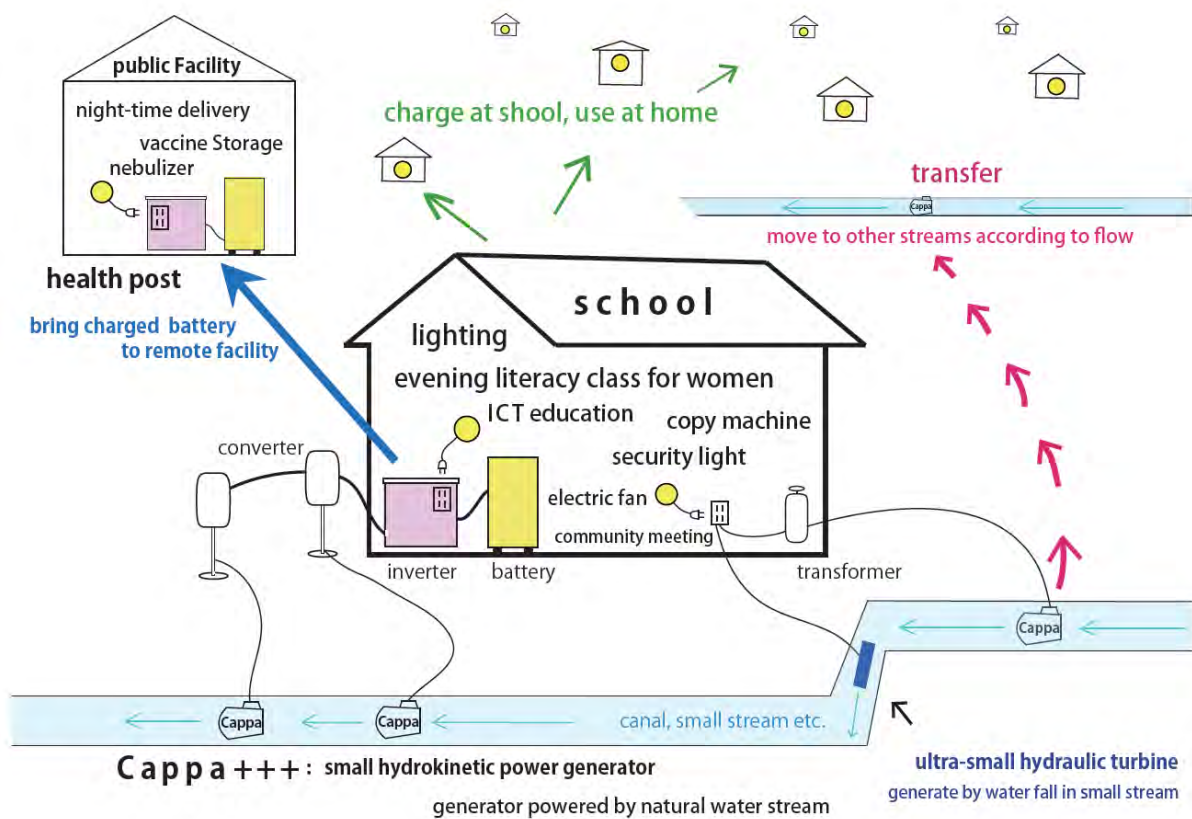 public Facility
night-time delivery
vaccine Storage
nebulizer
health post
bring charged battery
to remote facility
charge at shool, use at home
transfer
Cappa
move to other streams according to flow
school
lighting
evening literacy class for women
ICT education
copy machine
security light
electric fan
community meeting
converter
inverter
battery
transformer
Cappa
Cappa
Cappa
canal, small stream etc.
Cappa+++: small hydrokinetic power generator
generator powered by natural water stream
ultra-small hydraulic turbine
generate by water fall in small stream